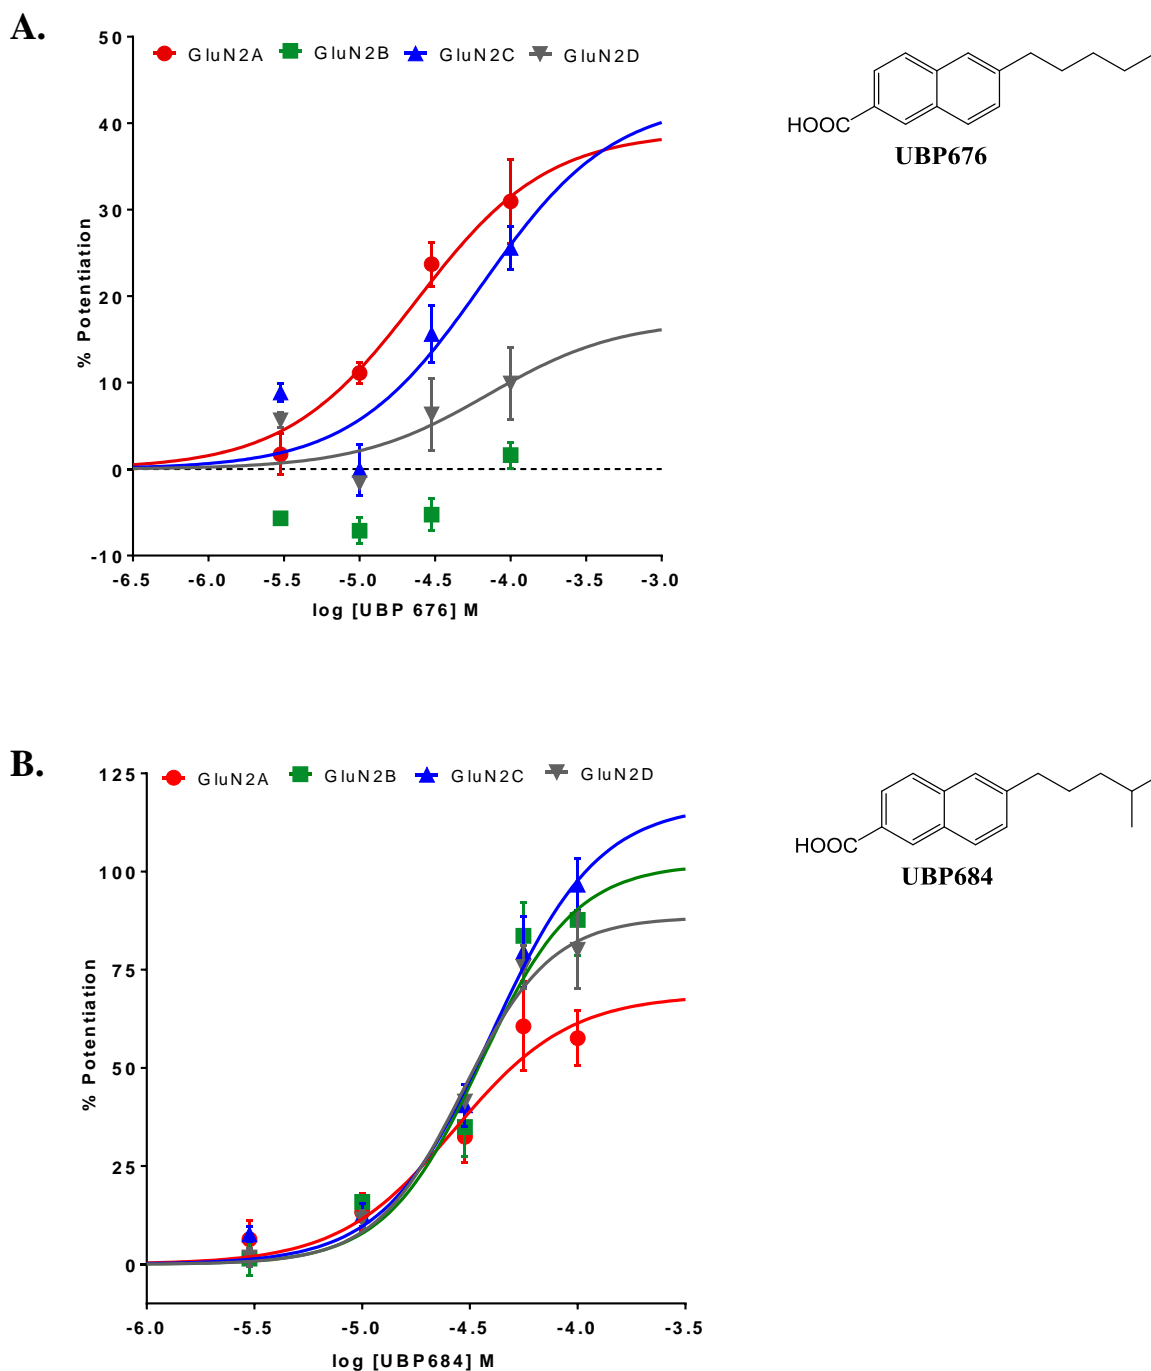 A.
GluN2A GluN2B GluN2C GluN2D
50
40
30
20
10
0
-10
% Potentiation
-6.5 -6.0 -5.5 -5.0 -4.5 -4.0 -3.5 -3.0
log [UBP 676] M
HOOC
UBP676
B.
GluN2A GluN2B GluN2C GluN2D
125
100
75
50
25
0
% Potentiation
-6.0 -5.5 -5.0 -4.5 -4.0 -3.5
log [UBP684] M
HOOC
UBP684